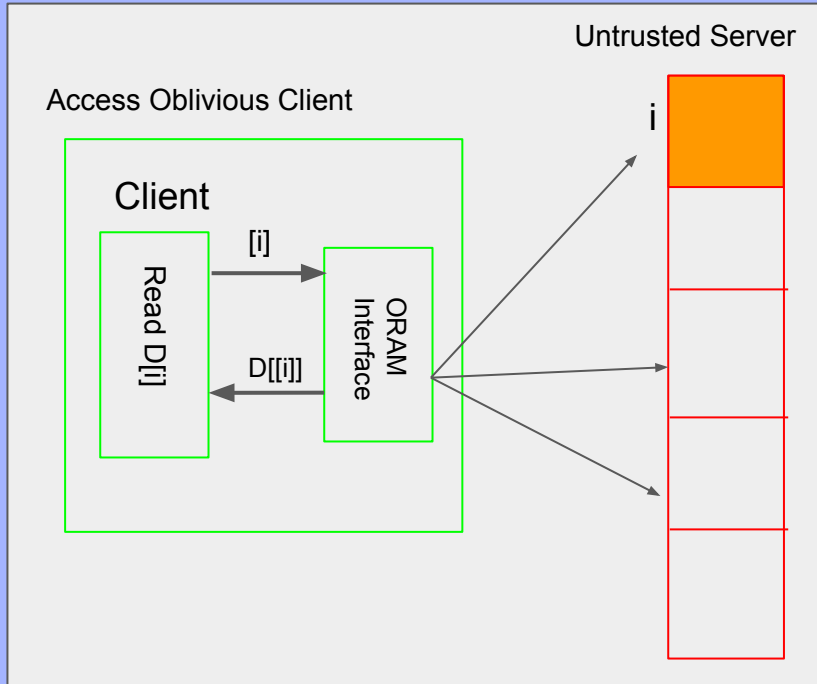 Untrusted Server
Access Oblivious Client
i
Client
[i]
Read D[i]
ORAM
Interface
D[[i]]